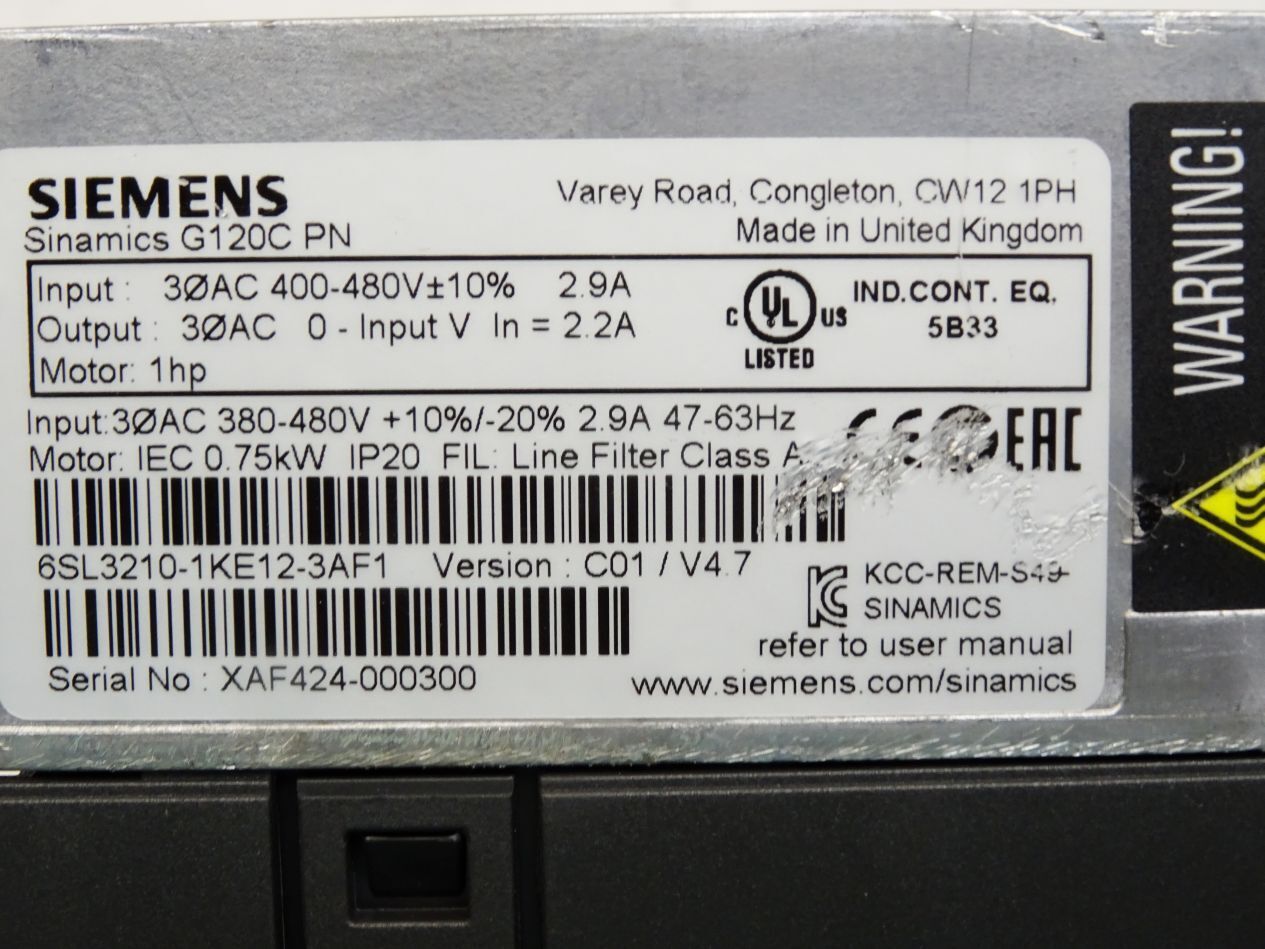 SIEMENS
Sinamics G120C PN
Varey Road, Congleton, CW12 1PH
Made in United Kingdom
Input : 3ØAC 400-480V±10% 2.9A
Output : 3ØAC 0 - Input V In = 2.2A
Motor: 1hp
C UL US
LISTED
IND.CONT. EQ.
5B33
Input:3ØAC 380-480V +10%/-20% 2.9A 47-63Hz
Motor: IEC 0.75kW IP20 FIL: Line Filter Class A
CE EAC
6SL3210-1KE12-3AF1 Version : C01 / V4.7
KC KCC-REM-S49-
SINAMICS
refer to user manual
Serial No : XAF424-000300
www.siemens.com/sinamics
WARNING!